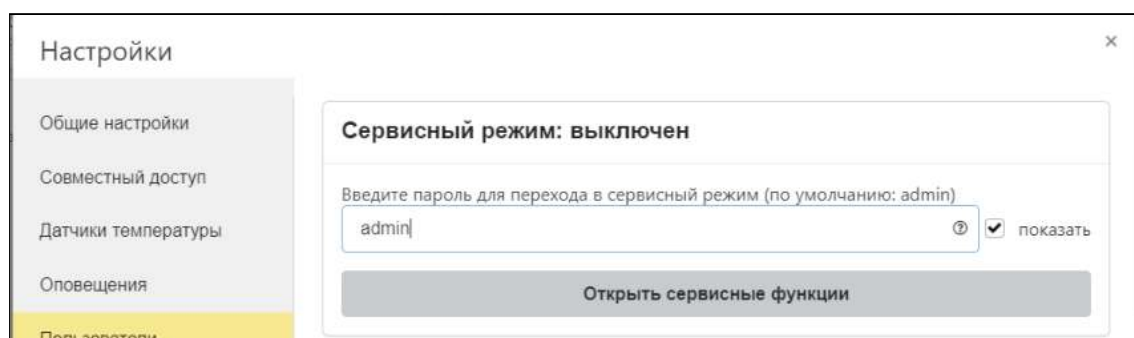 Настройки
×
Общие настройки
Совместный доступ
Датчики температуры
Оповещения
Пользователи
Сервисный режим: выключен
Введите пароль для перехода в сервисный режим (по умолчанию: admin)
admin
показать
Открыть сервисные функции